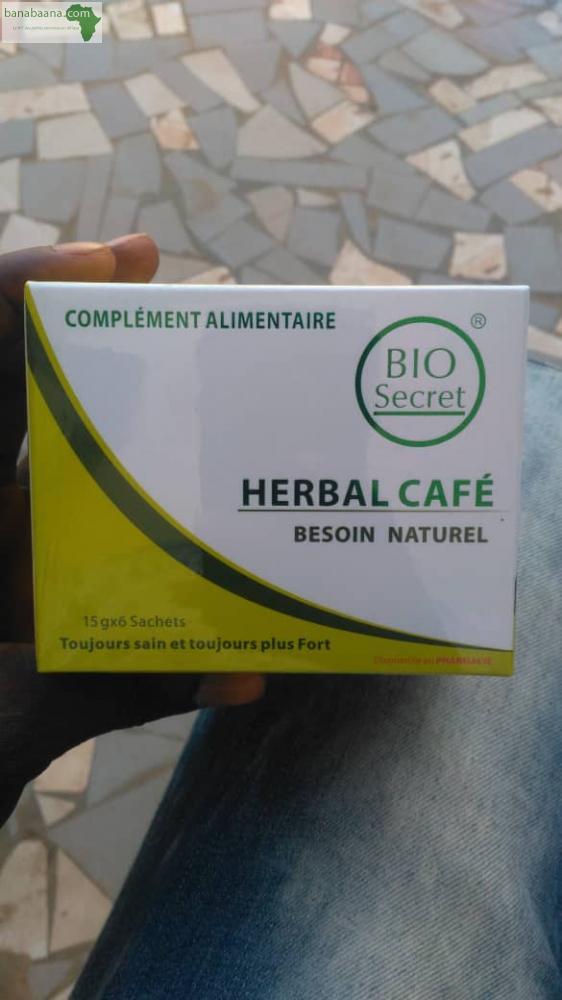 banabaana.com
COMPLÉMENT ALIMENTAIRE
®
BIO
Secret
HERBAL CAFÉ
BESOIN NATUREL
15gx6 Sachets
Toujours sain et toujours plus Fort
Disponible en PHARMACIE